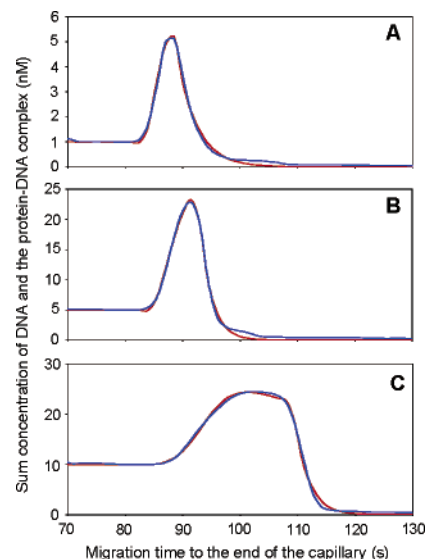 Sum concentration of DNA and the protein-DNA complex (nM)
A
6
5
4
3
2
1
0
B
25
20
15
10
5
0
C
30
20
10
0
70 80 90 100 110 120 130
Migration time to the end of the capillary (s)